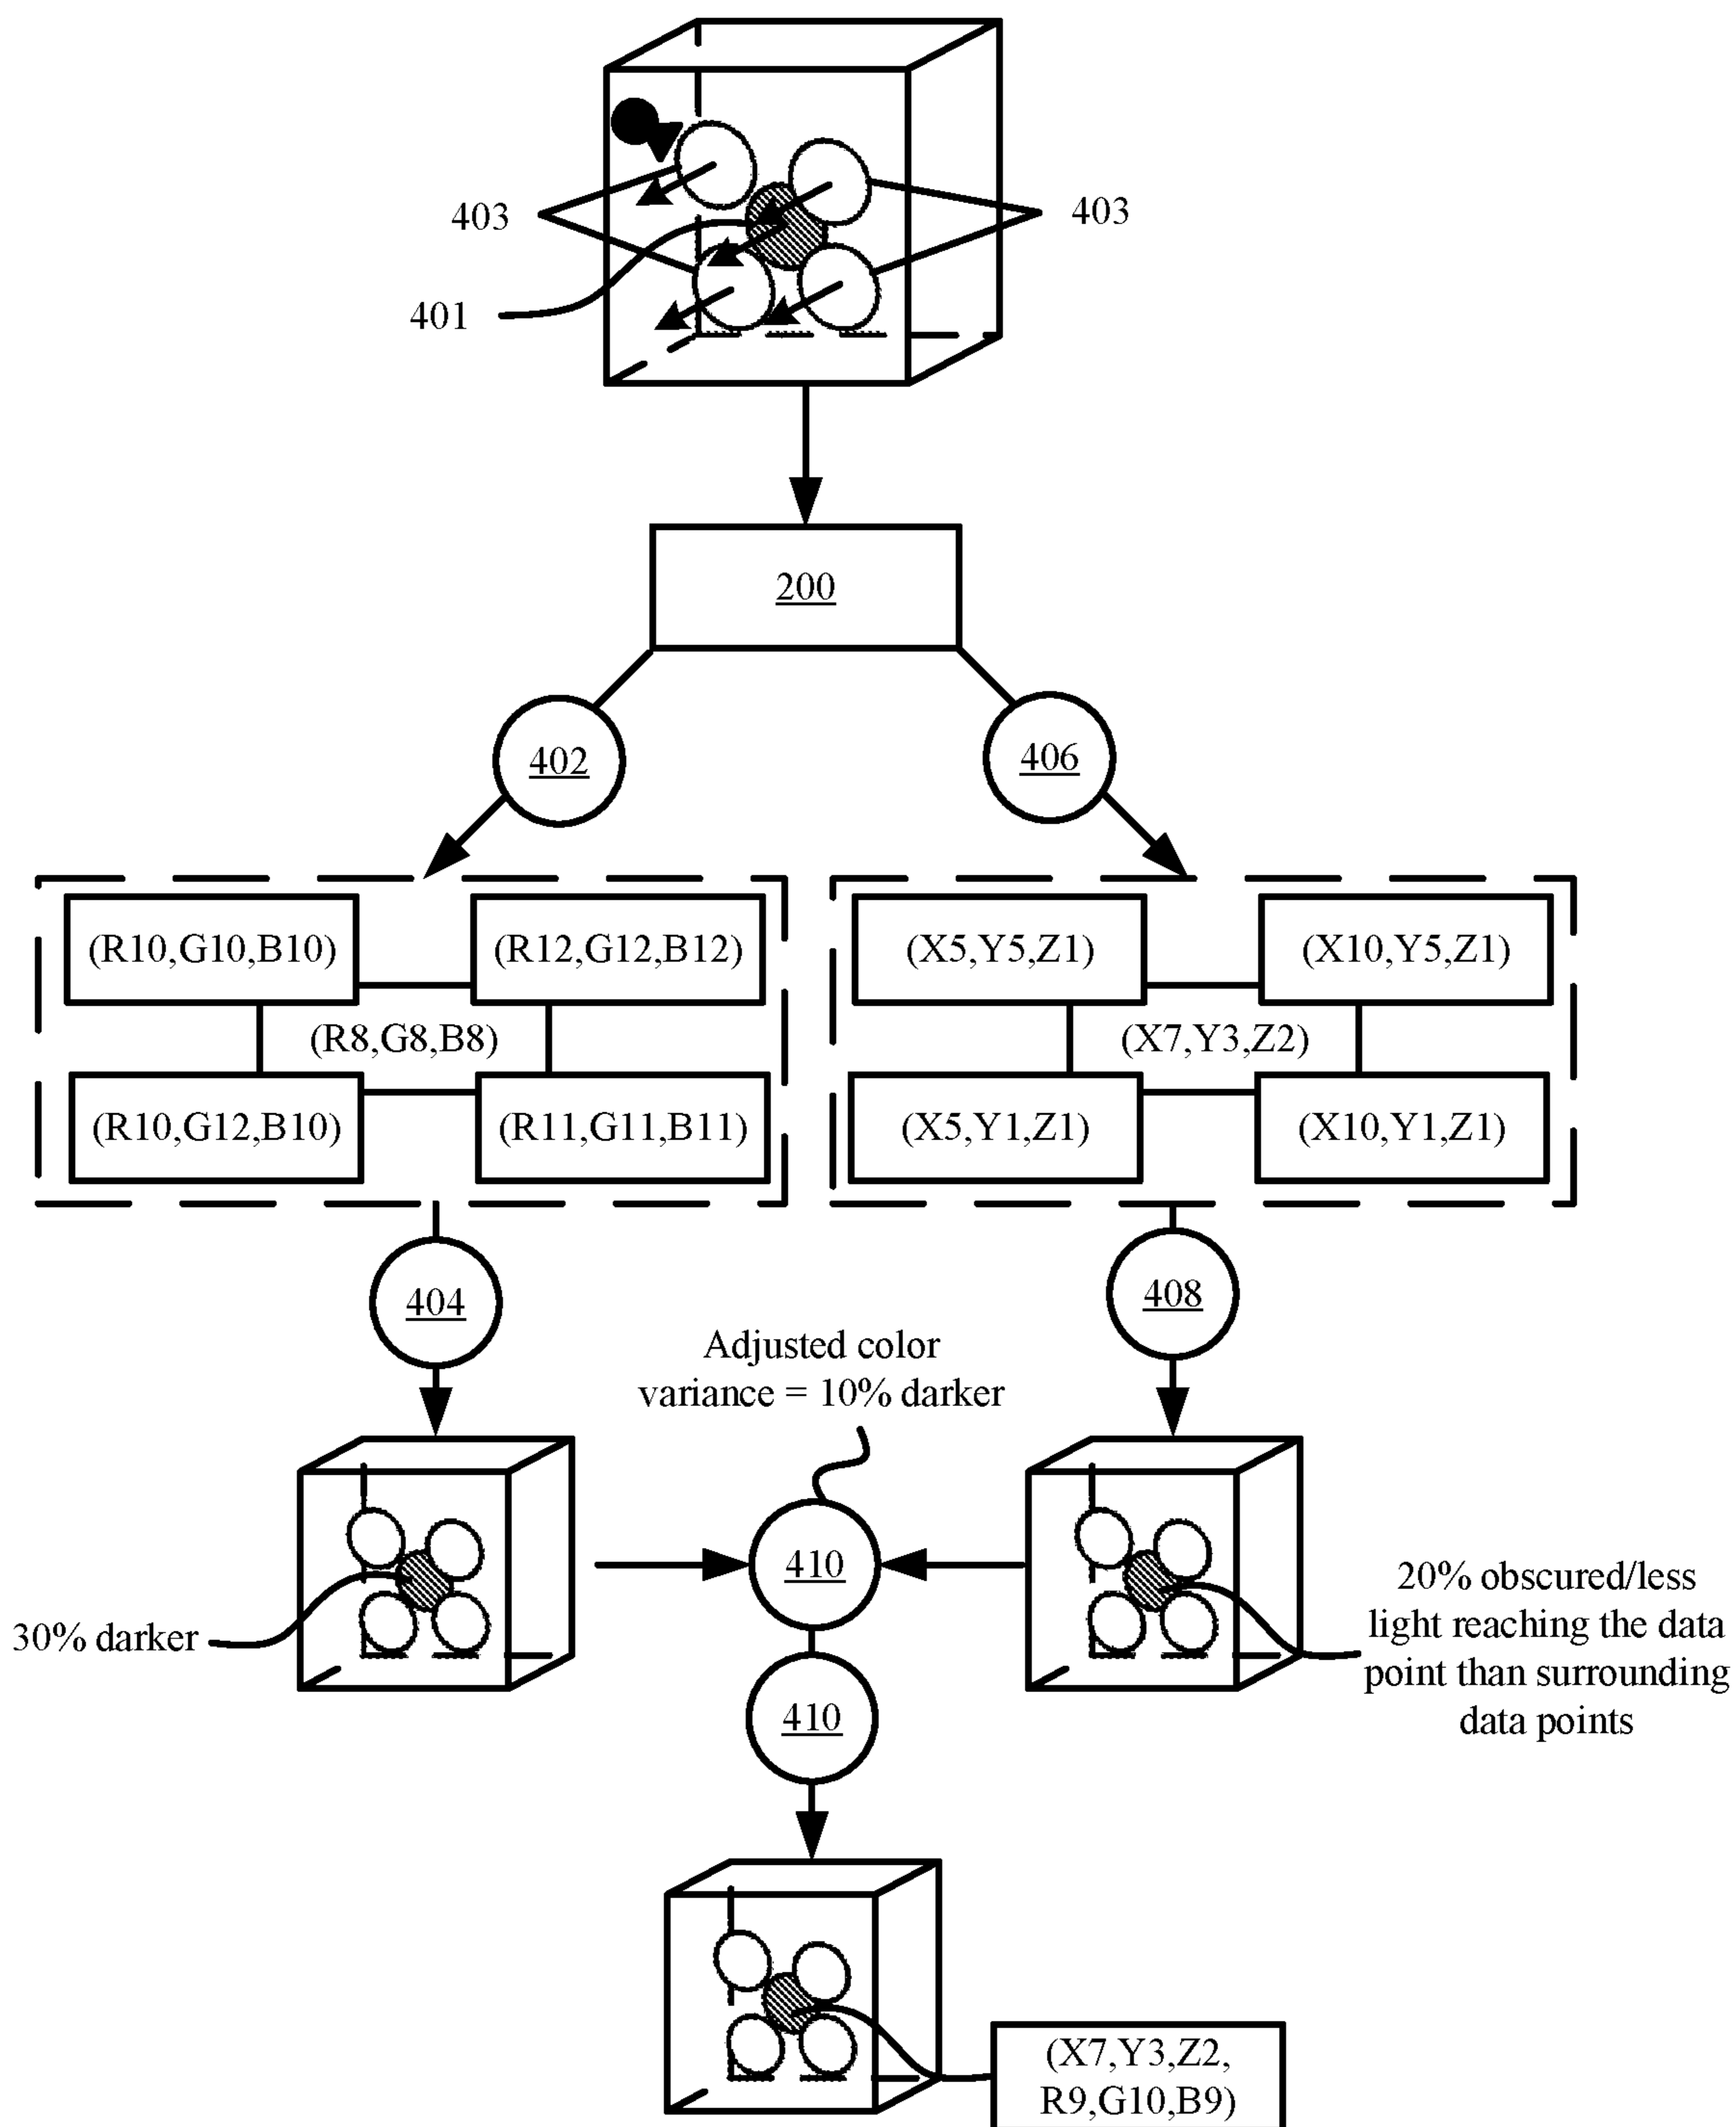 403
403
401
200
402
406
(R10,G10,B10)
(R12,G12,B12)
(R8,G8,B8)
(R10,G12,B10)
(R11,G11,B11)
(X5,Y5,Z1)
(X10,Y5,Z1)
(X7,Y3,Z2)
(X5,Y1,Z1)
(X10,Y1,Z1)
404
408
Adjusted color
variance = 10% darker
410
30% darker
20% obscured/less
light reaching the data
point than surrounding
data points
410
(X7,Y3,Z2,
R9,G10,B9)